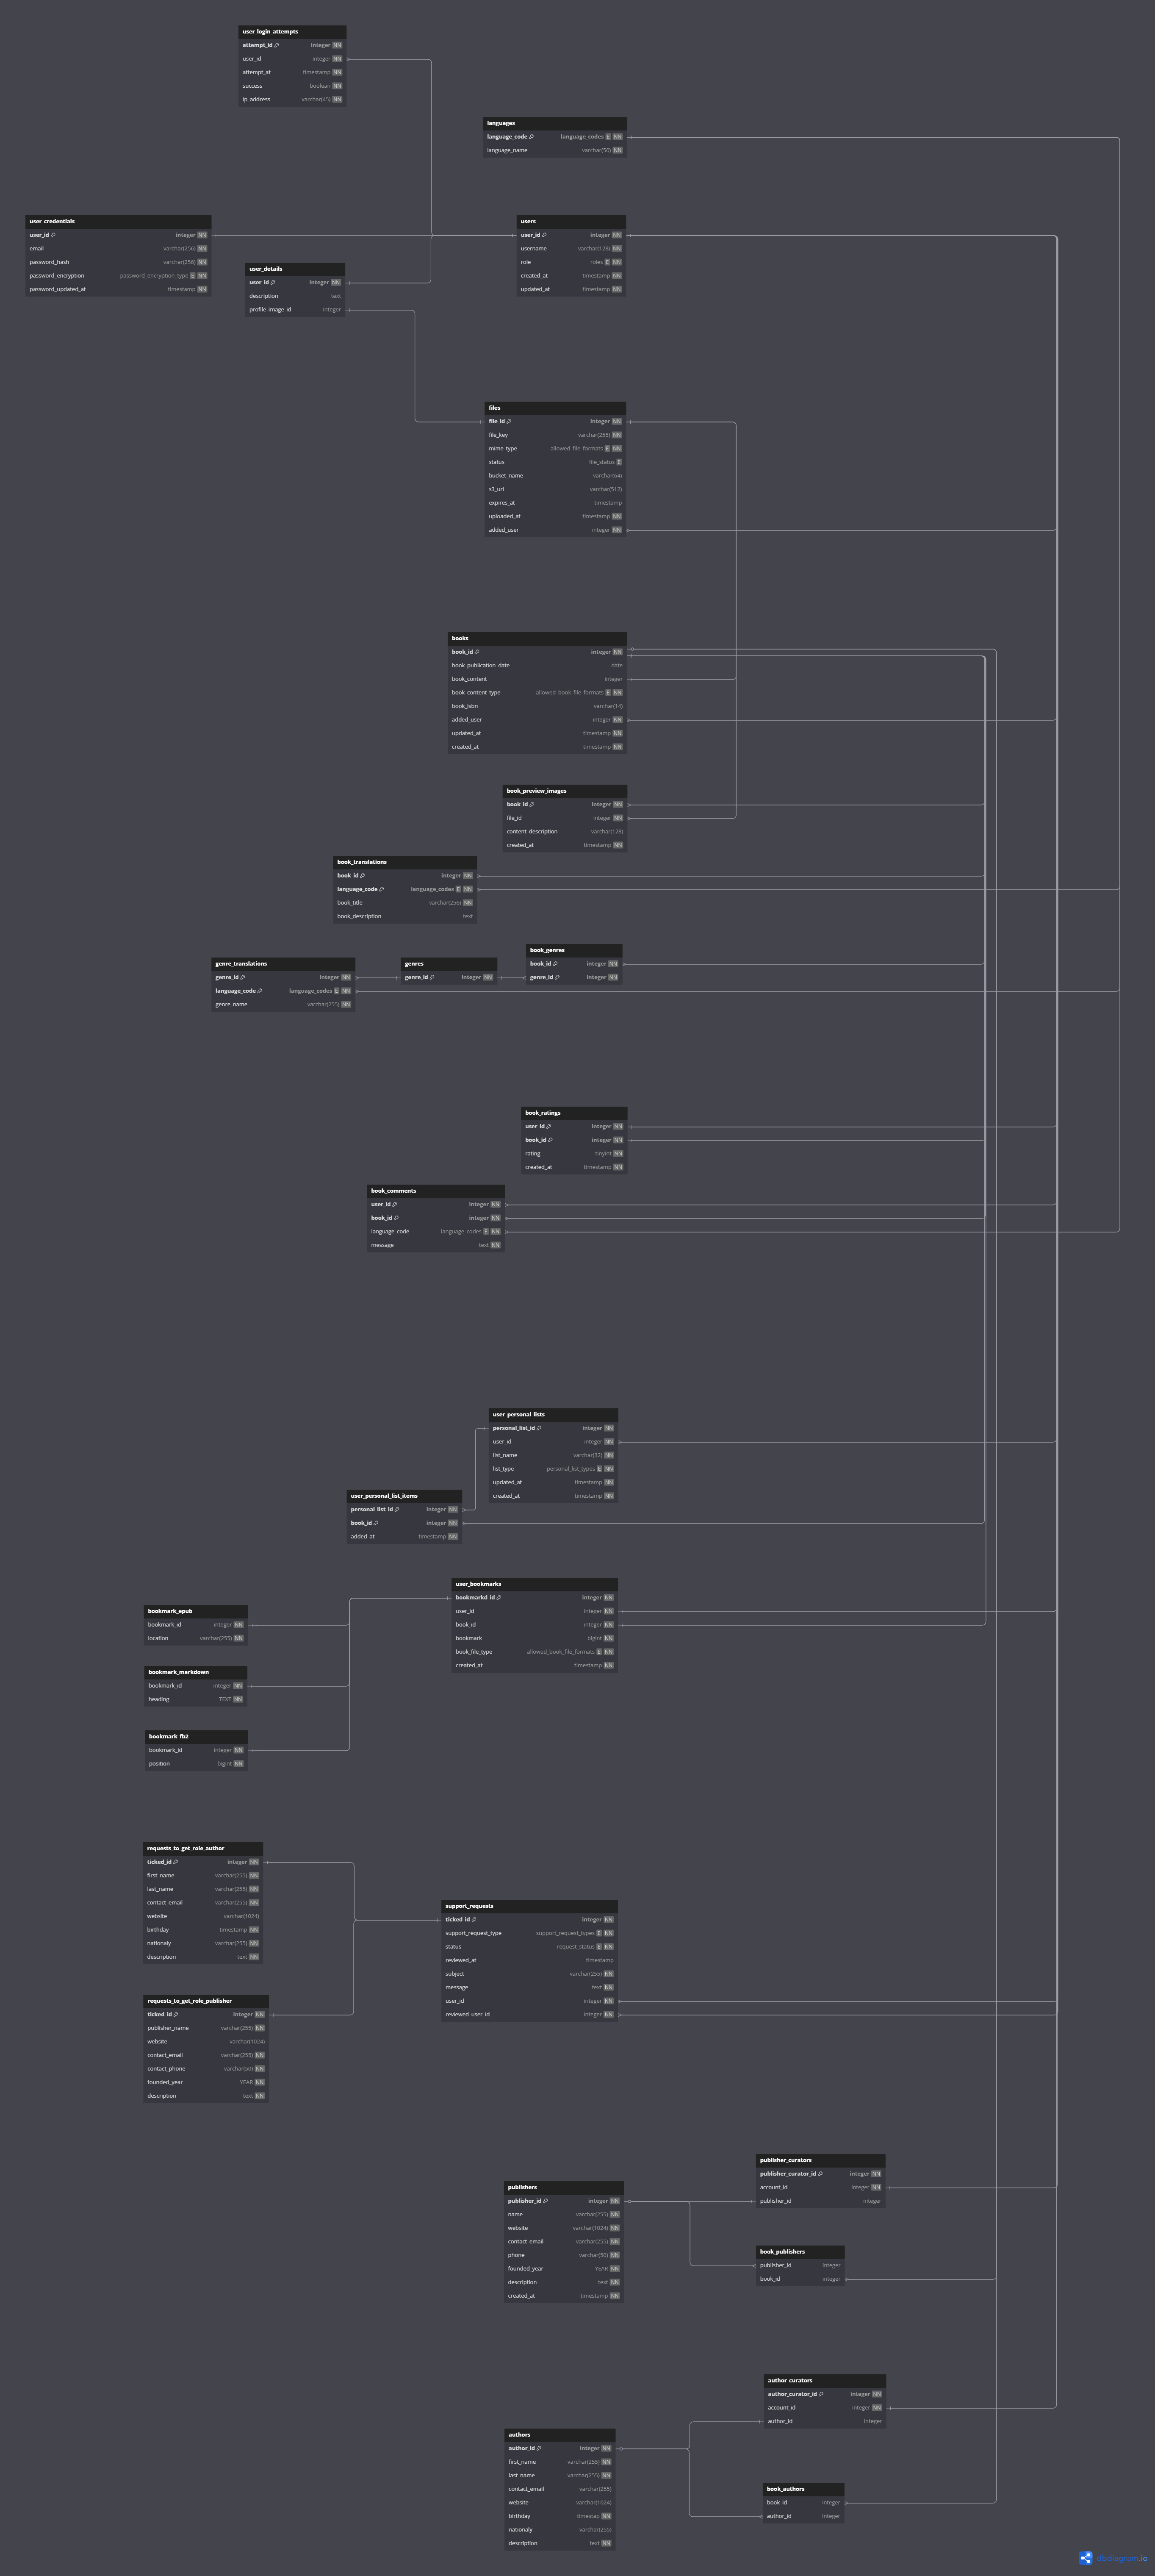 user_login_attempts
attempt_id integer NN
user_id integer NN
attempt_at timestamp NN
success boolean NN
ip_address varchar(45) NN
languages
language_code language_codes E NN
language_name varchar(50) NN
user_credentials
user_id integer NN
email varchar(256) NN
password_hash varchar(256) NN
password_encryption password_encryption_type E NN
password_updated_at timestamp NN
users
user_id integer NN
username varchar(128) NN
role roles E NN
created_at timestamp NN
updated_at timestamp NN
user_details
user_id integer NN
description text
profile_image_id integer
files
file_id integer NN
file_key varchar(255) NN
mime_type allowed_file_formats E NN
status file_status E
bucket_name varchar(64)
s3_url varchar(512)
expires_at timestamp
uploaded_at timestamp NN
added_user integer NN
books
book_id integer NN
book_publication_date date
book_content integer
book_content_type allowed_book_file_formats E NN
book_isbn varchar(14)
added_user integer NN
updated_at timestamp NN
created_at timestamp NN
book_preview_images
book_id integer NN
file_id integer NN
content_description varchar(128)
created_at timestamp NN
book_translations
book_id integer NN
language_code language_codes E NN
book_title varchar(256) NN
book_description text
genre_translations
genre_id integer NN
language_code language_codes E NN
genre_name varchar(255) NN
genres
genre_id integer NN
book_genres
book_id integer NN
genre_id integer NN
book_ratings
user_id integer NN
book_id integer NN
rating tinyint NN
created_at timestamp NN
book_comments
user_id integer NN
book_id integer NN
language_code language_codes E NN
message text NN
user_personal_lists
personal_list_id integer NN
user_id integer NN
list_name varchar(32) NN
list_type personal_list_types E NN
updated_at timestamp NN
created_at timestamp NN
user_personal_list_items
personal_list_id integer NN
book_id integer NN
added_at timestamp NN
user_bookmarks
bookmarkd_id integer NN
user_id integer NN
book_id integer NN
bookmark bigint NN
book_file_type allowed_book_file_formats E NN
created_at timestamp NN
bookmark_epub
bookmark_id integer NN
location varchar(255) NN
bookmark_markdown
bookmark_id integer NN
heading TEXT NN
bookmark_fb2
bookmark_id integer NN
position bigint NN
requests_to_get_role_author
ticked_id integer NN
first_name varchar(255) NN
last_name varchar(255) NN
contact_email varchar(255) NN
website varchar(1024)
birthday timestamp NN
nationaly varchar(255) NN
description text NN
support_requests
ticked_id integer NN
support_request_type support_request_types E NN
status request_status E NN
reviewed_at timestamp
subject varchar(255) NN
message text NN
user_id integer NN
reviewed_user_id integer NN
requests_to_get_role_publisher
ticked_id integer NN
publisher_name varchar(255) NN
website varchar(1024)
contact_email varchar(255) NN
contact_phone varchar(50) NN
founded_year YEAR NN
description text NN
publisher_curators
publisher_curator_id integer NN
account_id integer NN
publisher_id integer
publishers
publisher_id integer NN
name varchar(255) NN
website varchar(1024) NN
contact_email varchar(255) NN
phone varchar(50) NN
founded_year YEAR NN
description text NN
created_at timestamp NN
book_publishers
publisher_id integer
book_id integer
author_curators
author_curator_id integer NN
account_id integer NN
author_id integer
authors
author_id integer NN
first_name varchar(255) NN
last_name varchar(255) NN
contact_email varchar(255)
website varchar(1024)
birthday timestap NN
nationaly varchar(255)
description text NN
book_authors
book_id integer
author_id integer
dbdiagram.io